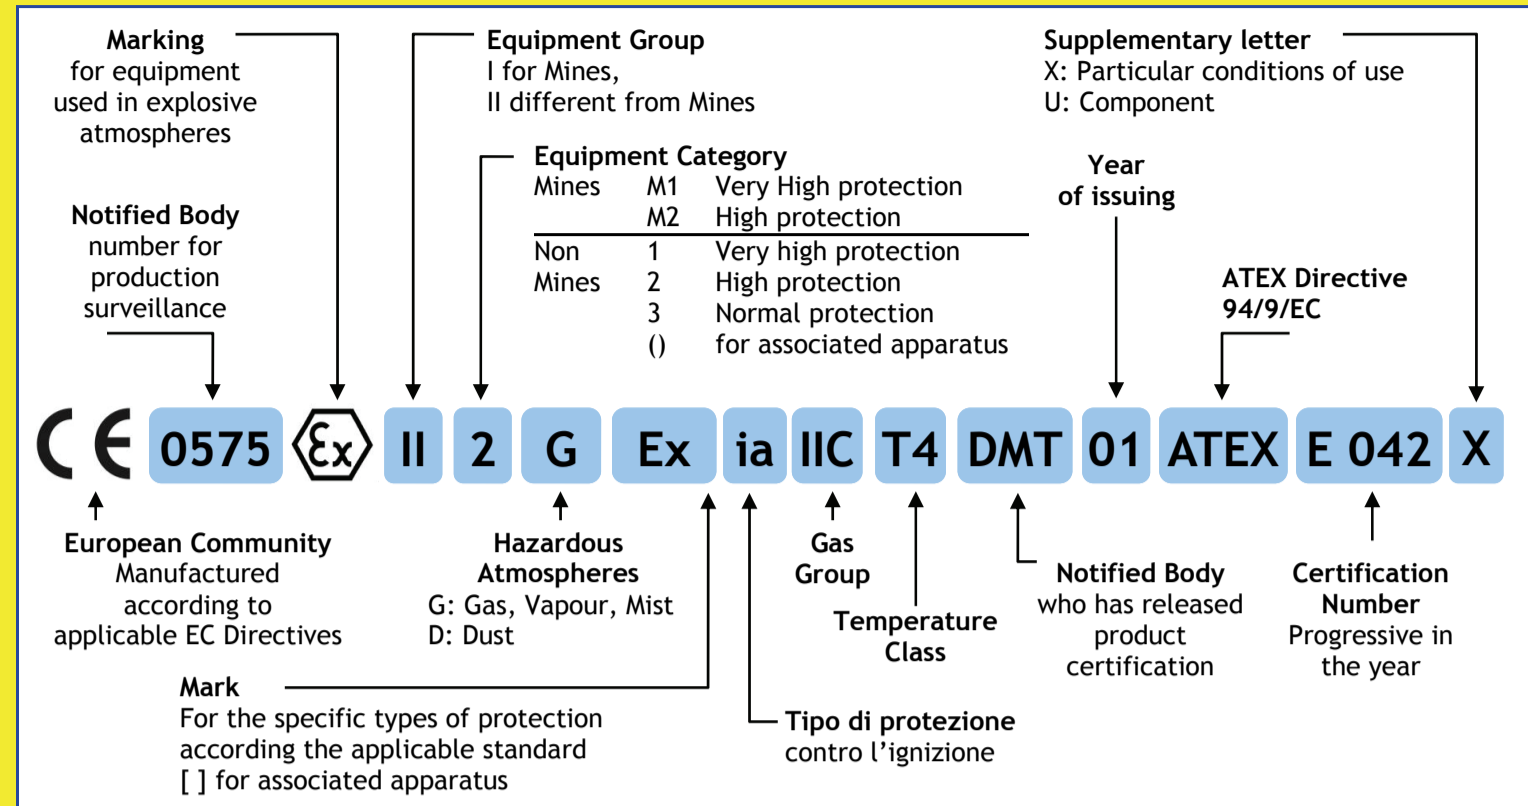 Marking
for equipment
used in explosive
atmospheres
Equipment Group
I for Mines,
II different from Mines
Supplementary letter
X: Particular conditions of use
U: Component
Equipment Category
Mines M1 Very High protection
M2 High protection
Non 1 Very high protection
Mines 2 High protection
3 Normal protection
() for associated apparatus
Year
of issuing
Notified Body
number for
production
surveillance
ATEX Directive
94/9/EC
CE 0575 Ex II 2 G Ex ia IIC T4 DMT 01 ATEX E 042 X
European Community
Manufactured
according to
applicable EC Directives
Hazardous
Atmospheres
G: Gas, Vapour, Mist
D: Dust
Gas
Group
Temperature
Class
Notified Body
who has released
product
certification
Certification
Number
Progressive in
the year
Mark
For the specific types of protection
according the applicable standard
[ ] for associated apparatus
Tipo di protezione
contro l’ignizione